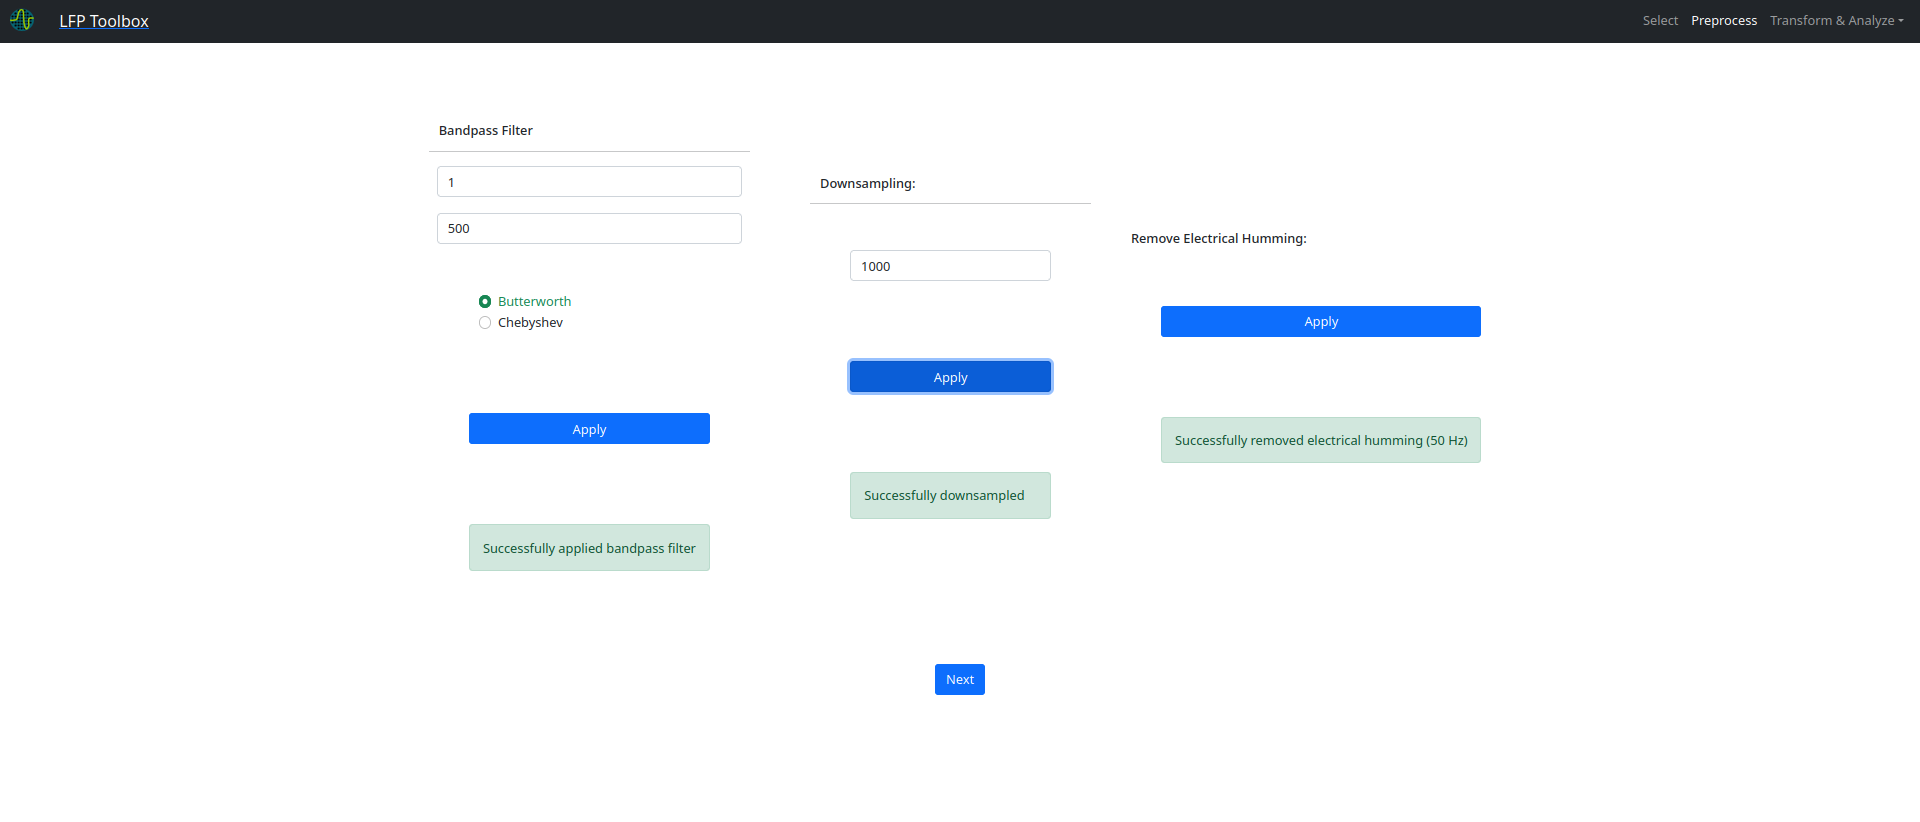 LFP Toolbox
Select Preprocess Transform & Analyze
Bandpass Filter
1
500
Butterworth
Chebyshev
Apply
Successfully applied bandpass filter
Downsampling:
1000
Apply
Successfully downsampled
Remove Electrical Humming:
Apply
Successfully removed electrical humming (50 Hz)
Next